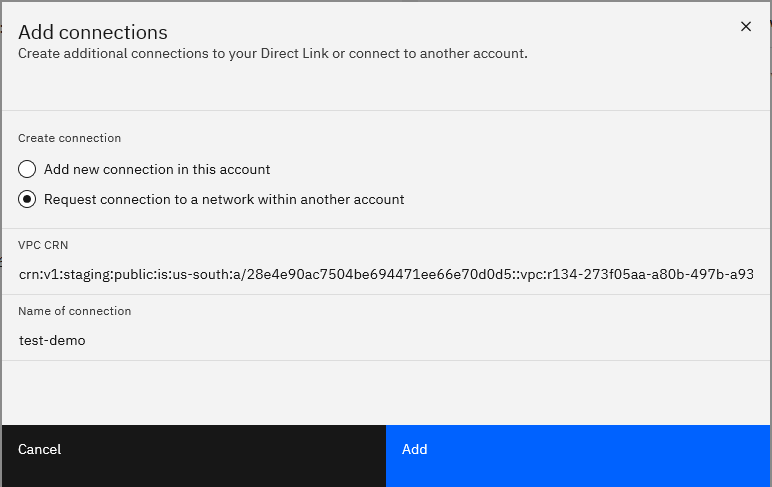 Add connections
Create additional connections to your Direct Link or connect to another account.
Create connection
Add new connection in this account
Request connection to a network within another account
VPC CRN
crn:v1:staging:public:is:us-south:a/28e4e90ac7504be694471ee66e70d0d5::vpc:r134-273f05aa-a80b-497b-a93
Name of connection
test-demo
Cancel
Add